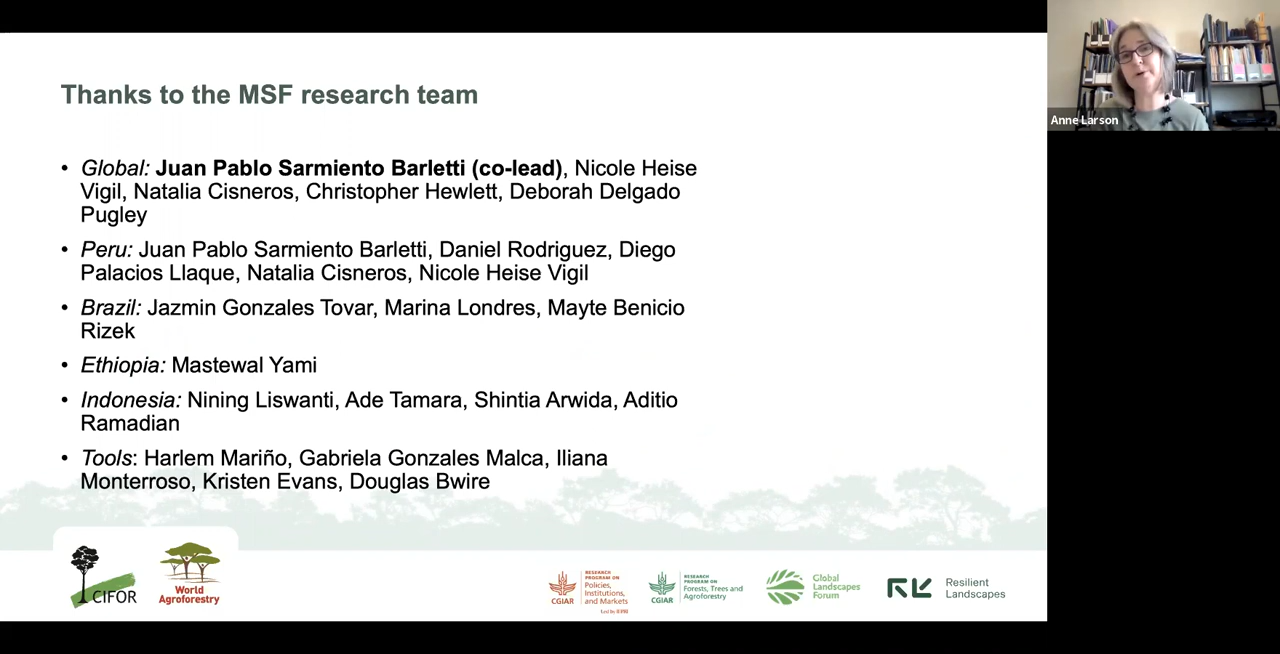 Thanks to the MSF research team
Anne Larson
• Global: Juan Pablo Sarmiento Barletti (co-lead), Nicole Heise
Vigil, Natalia Cisneros, Christopher Hewlett, Deborah Delgado
Pugley
• Peru: Juan Pablo Sarmiento Barletti, Daniel Rodriguez, Diego
Palacios Llaque, Natalia Cisneros, Nicole Heise Vigil
• Brazil: Jazmin Gonzales Tovar, Marina Londres, Mayte Benicio
Rizek
• Ethiopia: Mastewal Yami
• Indonesia: Nining Liswanti, Ade Tamara, Shintia Arwida, Aditio
Ramadian
• Tools: Harlem Mariño, Gabriela Gonzales Malca, Iliana
Monterroso, Kristen Evans, Douglas Bwire
CIFOR
World
Agroforestry
CGIAR
RESEARCH
PROGRAM ON
Policies,
Institutions,
and Markets
Led by IFPRI
CGIAR
RESEARCH
PROGRAM ON
Forests, Trees and
Agroforestry
Global
Landscapes
Forum
Resilient
Landscapes